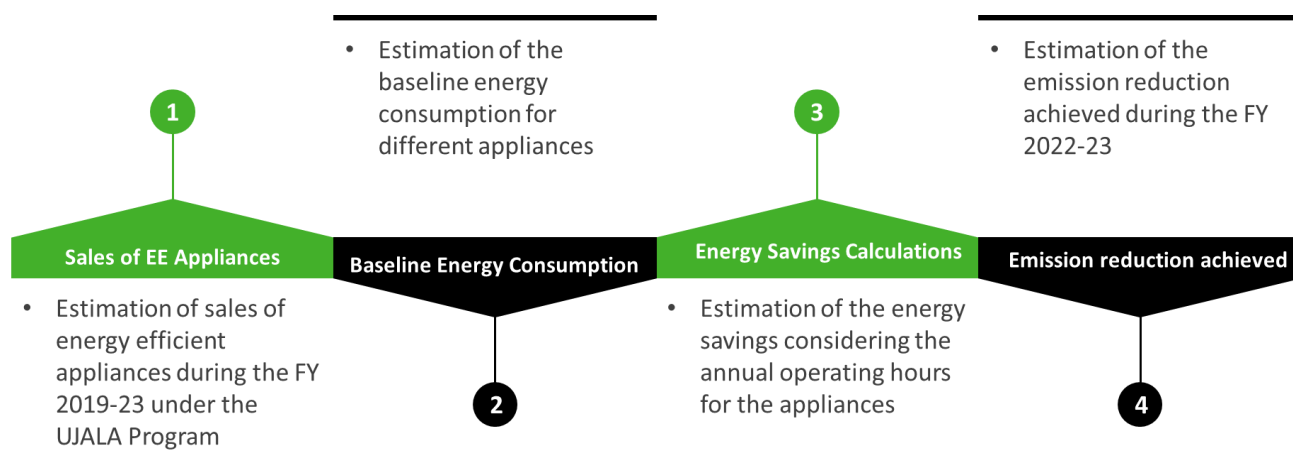 1
Sales of EE Appliances
• Estimation of sales of
energy efficient
appliances during the FY
2019-23 under the
UJALA Program
• Estimation of the
baseline energy
consumption for
different appliances
Baseline Energy Consumption
2
3
Energy Savings Calculations
• Estimation of the energy
savings considering the
annual operating hours
for the appliances
• Estimation of the
emission reduction
achieved during the FY
2022-23
Emission reduction achieved
4